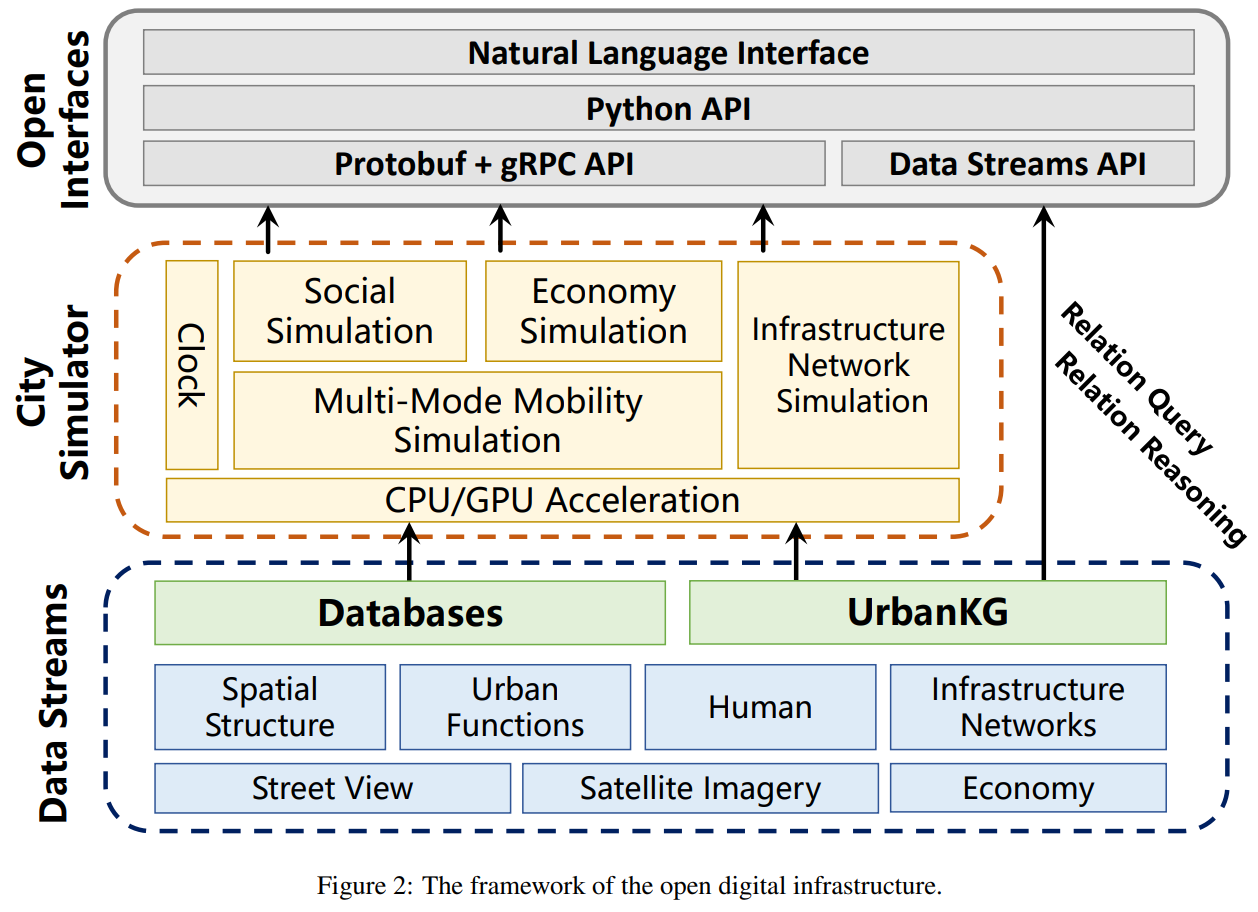 Open
Interfaces
Natural Language Interface
Python API
Protobuf + gRPC API
Data Streams API
City
Simulator
Clock
Social
Simulation
Economy
Simulation
Infrastructure
Network
Simulation
Multi-Mode Mobility
Simulation
CPU/GPU Acceleration
Relation Query
Relation Reasoning
Data Streams
Databases
UrbanKG
Spatial
Structure
Urban
Functions
Human
Infrastructure
Networks
Street View
Satellite Imagery
Economy
Figure 2: The framework of the open digital infrastructure.